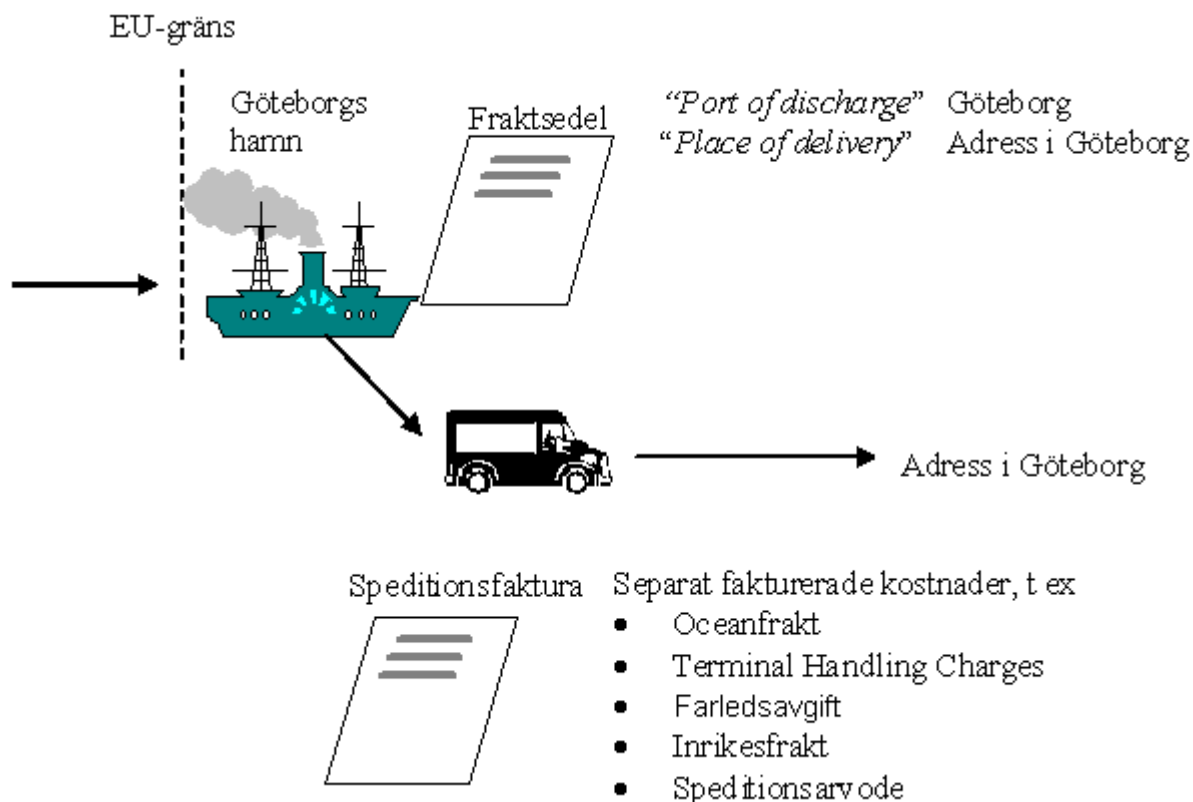 EU-gräns
Göteborgs
hamn
Fraktsedel
“Port of discharge” Göteborg
“Place of delivery” Adress i Göteborg
Adress i Göteborg
Speditionsfaktura
Separat fakturerade kostnader, t ex
• Oceanfrakt
• Terminal Handling Charges
• Farledsavgift
• Inrikesfrakt
• Speditionsarvode